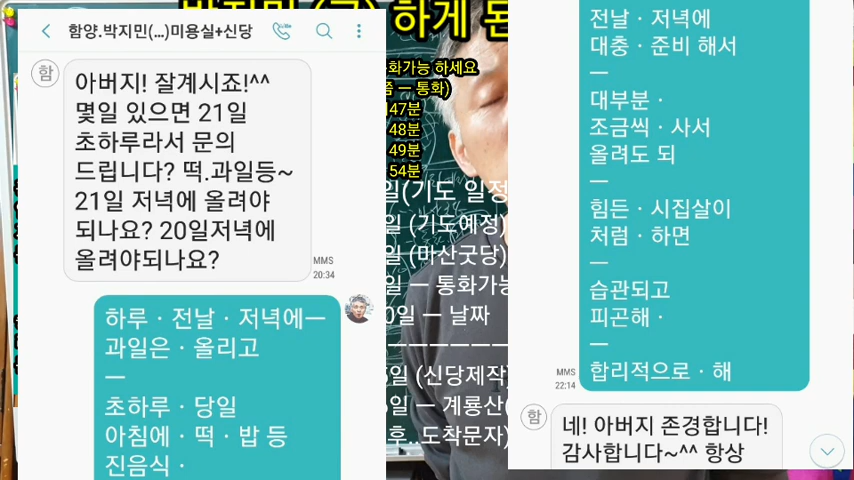 하게 된
함양.박지민(...)미용실+신당
함
아버지! 잘계시죠!^^
몇일 있으면 21일
초하루라서 문의
드립니다? 떡.과일등~
21일 저녁에 올려야
되나요? 20일저녁에
올려야되나요?
MMS
20:34
하루 · 전날 · 저녁에—
과일은 · 올리고
—
초하루 · 당일
아침에 · 떡 · 밥 등
진음식 ·
화가능 하세요
— 통화)
47분
48분
49분
54분
일(기도 일정
일 (기도예정)
일 (마산굿당)
일 — 통화가능
0일 — 날짜
——————
일 (신당제작)
일 — 계룡산(
후..도착문자)
전날 · 저녁에
대충 · 준비 해서
—
대부분 ·
조금씩 · 사서
올려도 되
—
힘든 · 시집살이
처럼 · 하면
—
습관되고
피곤해 ·
—
합리적으로 · 해
MMS
22:14
함
네! 아버지 존경합니다!
감사합니다~^^ 항상